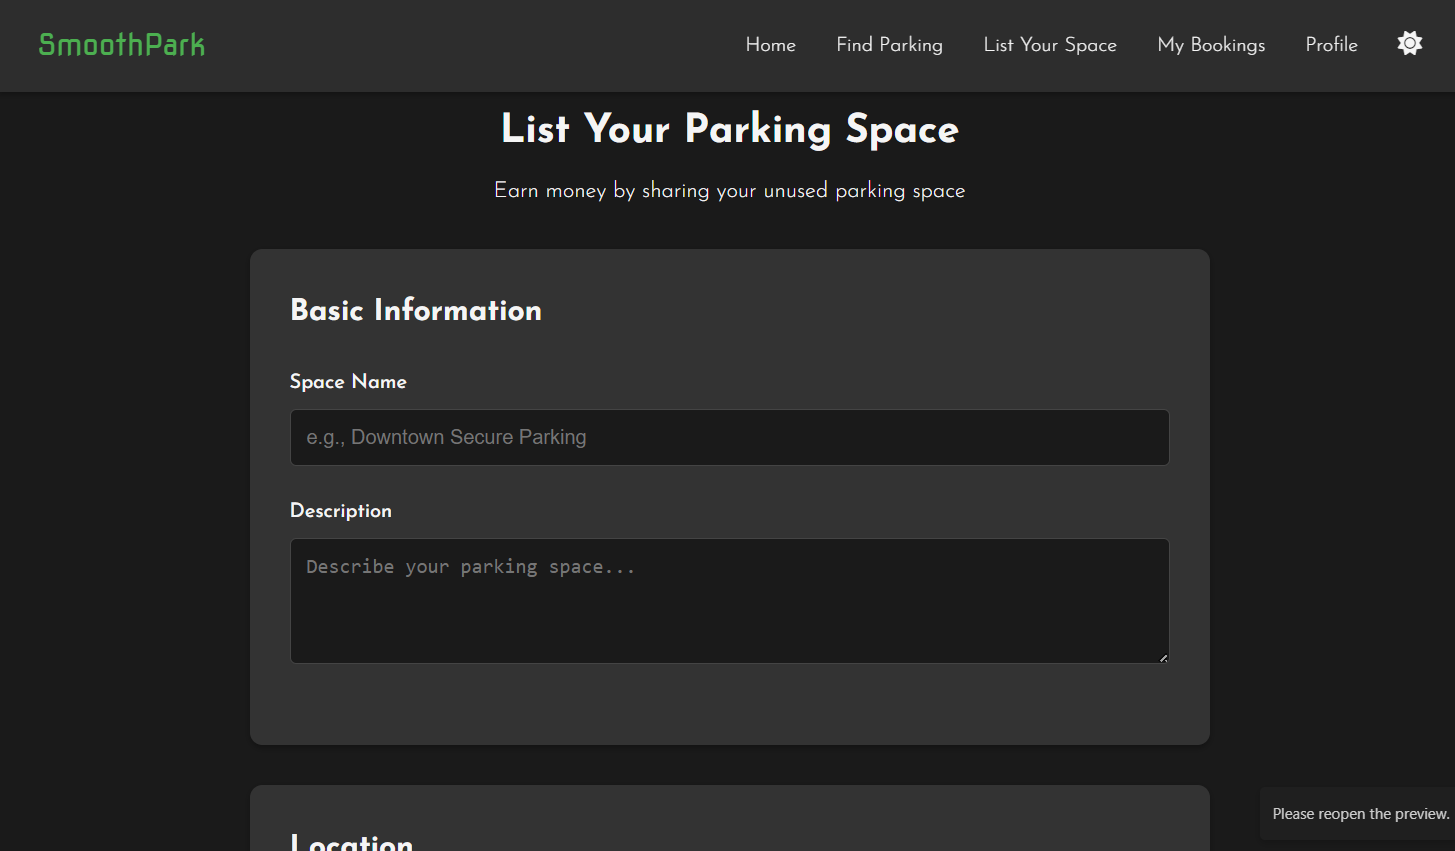 SmoothPark
Home
Find Parking
List Your Space
My Bookings
Profile
List Your Parking Space
Earn money by sharing your unused parking space
Basic Information
Space Name
e.g., Downtown Secure Parking
Description
Describe your parking space...
Location
Please reopen the preview.